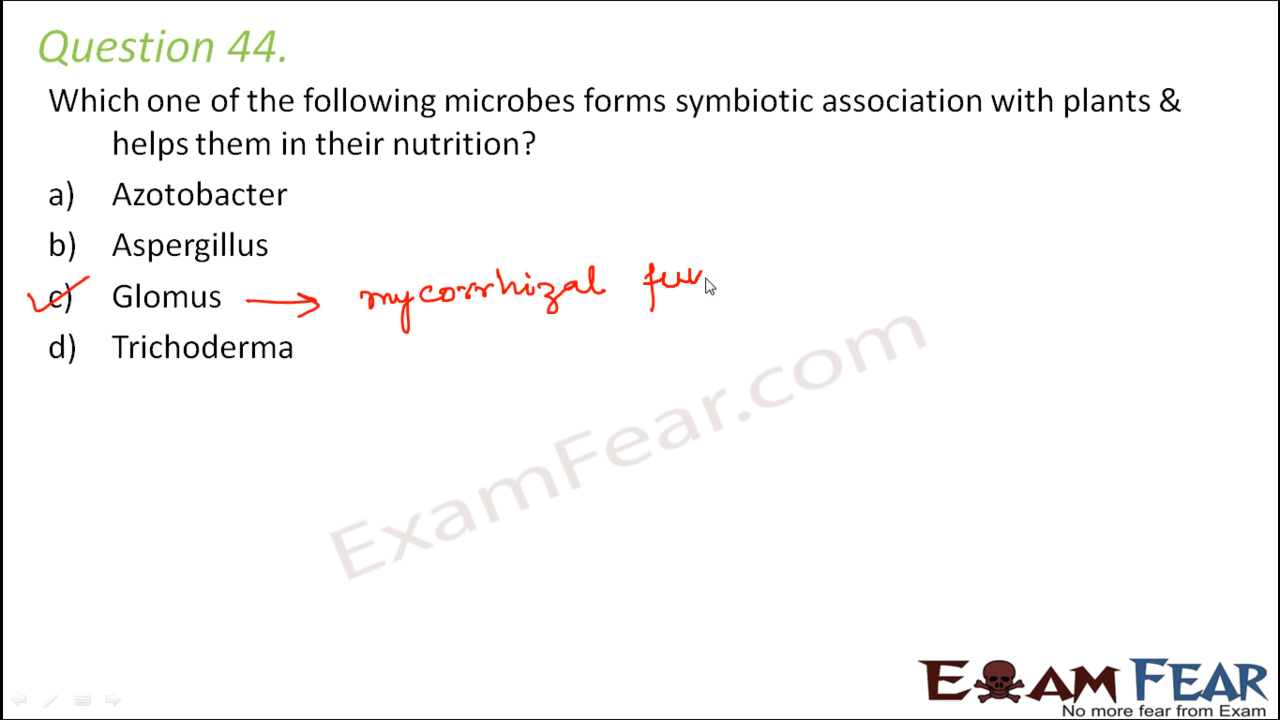 Question 44.
Which one of the following microbes forms symbiotic association with plants &
helps them in their nutrition?
a) Azotobacter
b) Aspergillus
c) Glomus → mycorrhizal
d) Trichoderma
ExamFear.com
EXAM FEAR
No more fear from Exam